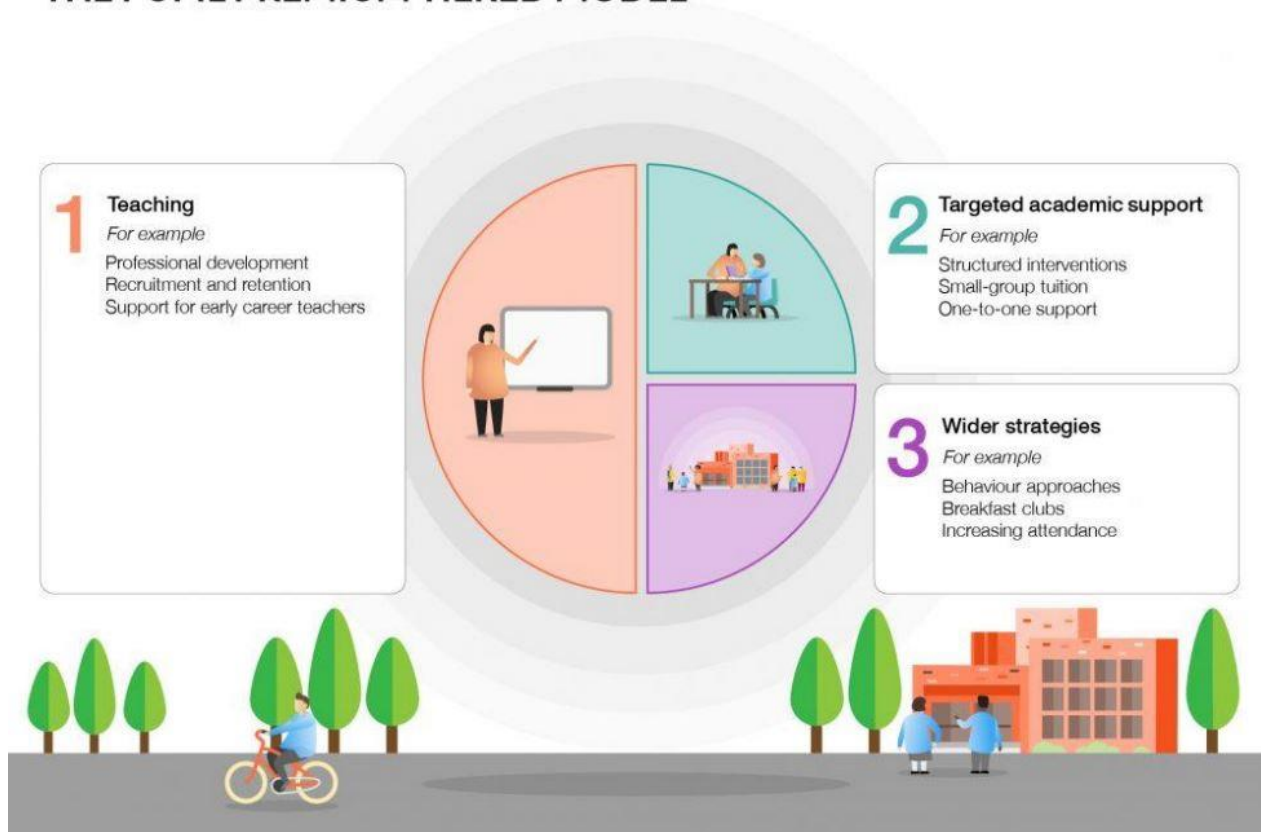 1
Teaching
For example
Professional development
Recruitment and retention
Support for early career teachers
2
Targeted academic support
For example
Structured interventions
Small-group tuition
One-to-one support
3
Wider strategies
For example
Behaviour approaches
Breakfast clubs
Increasing attendance